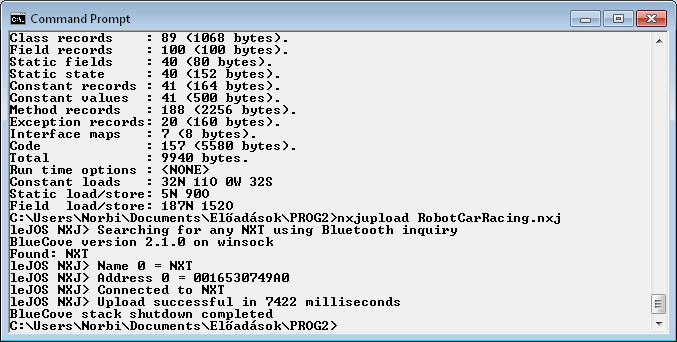 Command Prompt
Class records    : 89 (1068 bytes).
Field records    : 100 (100 bytes).
Static fields    : 40 (80 bytes).
Static state     : 40 (152 bytes).
Constant records : 41 (164 bytes).
Constant values  : 41 (500 bytes).
Method records   : 188 (2256 bytes).
Exception records: 20 (160 bytes).
Interface maps   : 7 (8 bytes).
Code             : 157 (5580 bytes).
Total            : 9940 bytes.
Run time options : <NONE>
Constant loads   : 32N 11O 0W 32S
Static load/store: 5N 90O
Field  load/store: 187N 152O
C:\Users\Norbi\Documents\Előadások\PROG2>nxjupload RobotCarRacing.nxj
leJOS NXJ> Searching for any NXT using Bluetooth inquiry
BlueCove version 2.1.0 on winsock
Found: NXT
leJOS NXJ> Name 0 = NXT
leJOS NXJ> Address 0 = 0016530749A0
leJOS NXJ> Connected to NXT
leJOS NXJ> Upload successful in 7422 milliseconds
BlueCove stack shutdown completed
C:\Users\Norbi\Documents\Előadások\PROG2>